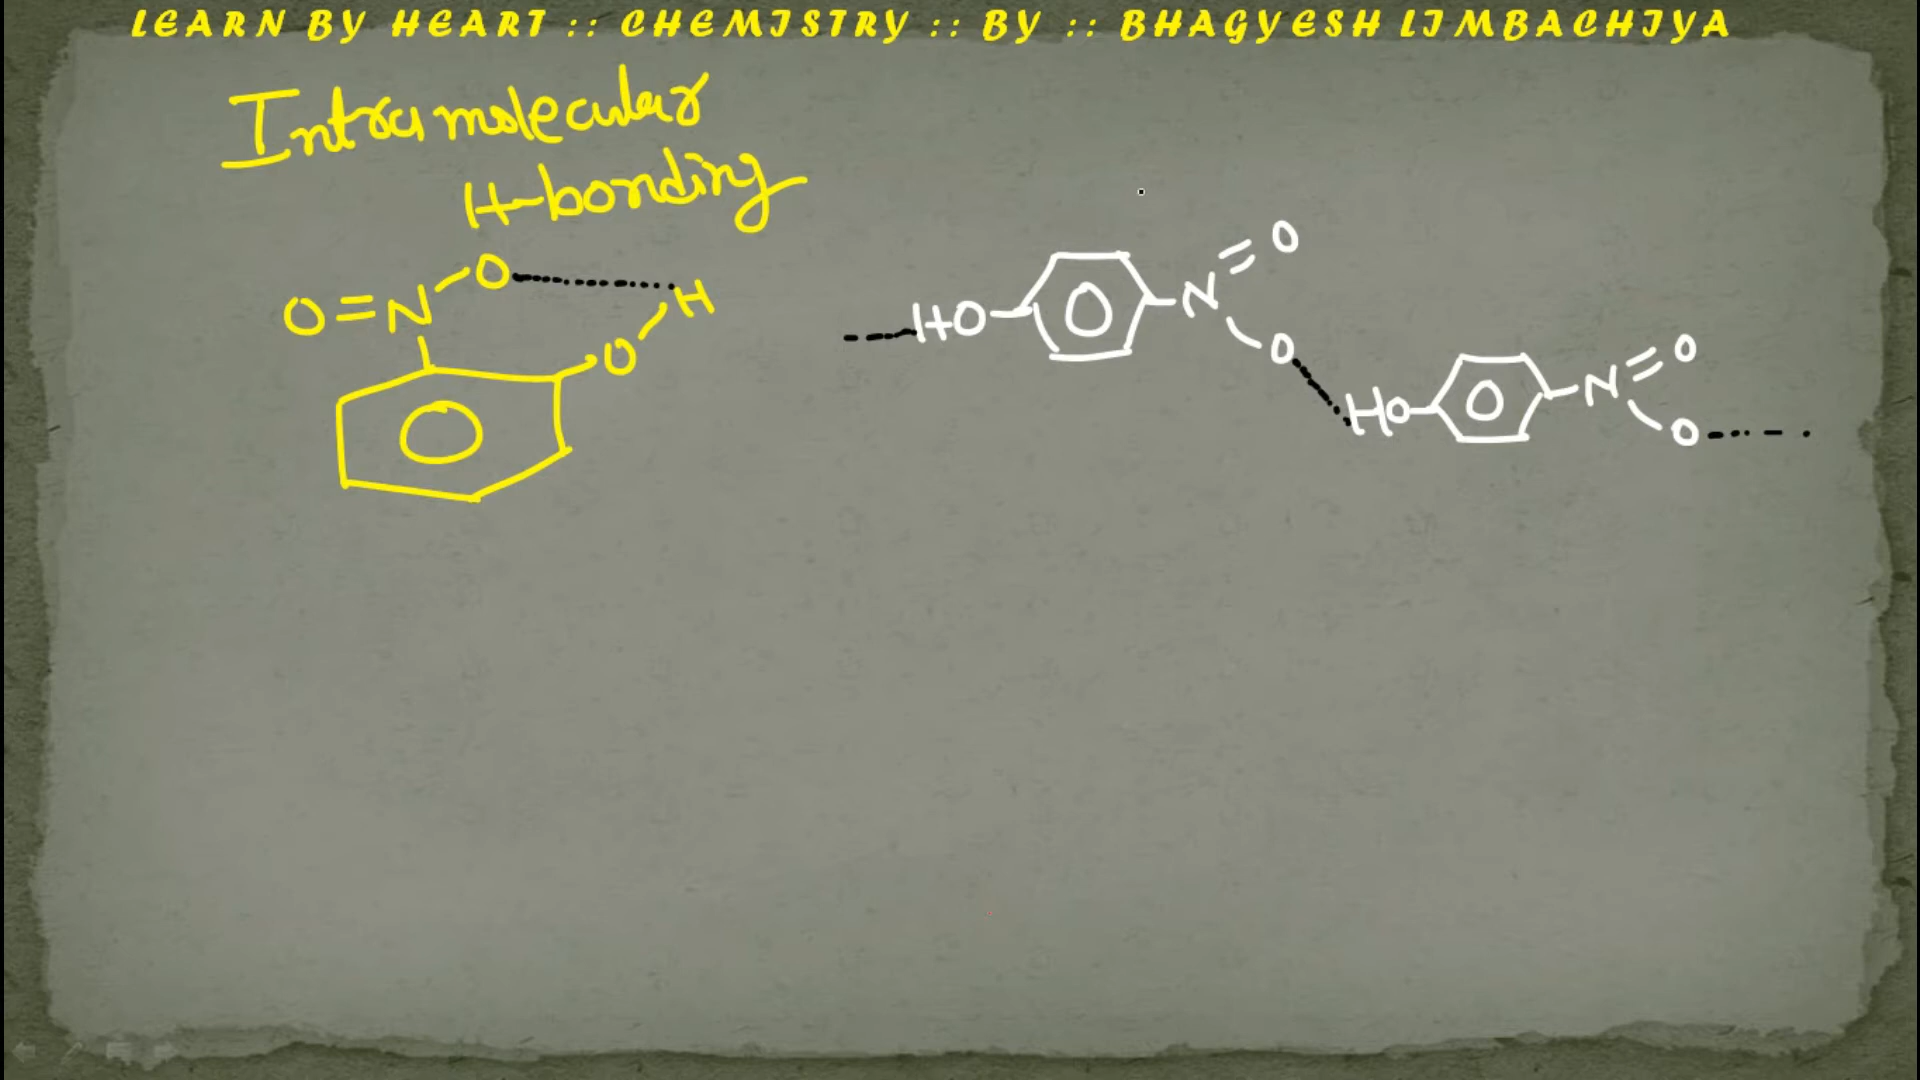 LEARN BY HEART :: CHEMISTRY :: BY :: BHAGYESH LIMBACHIYA
Intramolecular
H-bonding
O=N-O H
O
HO N O
O
HO N O
O